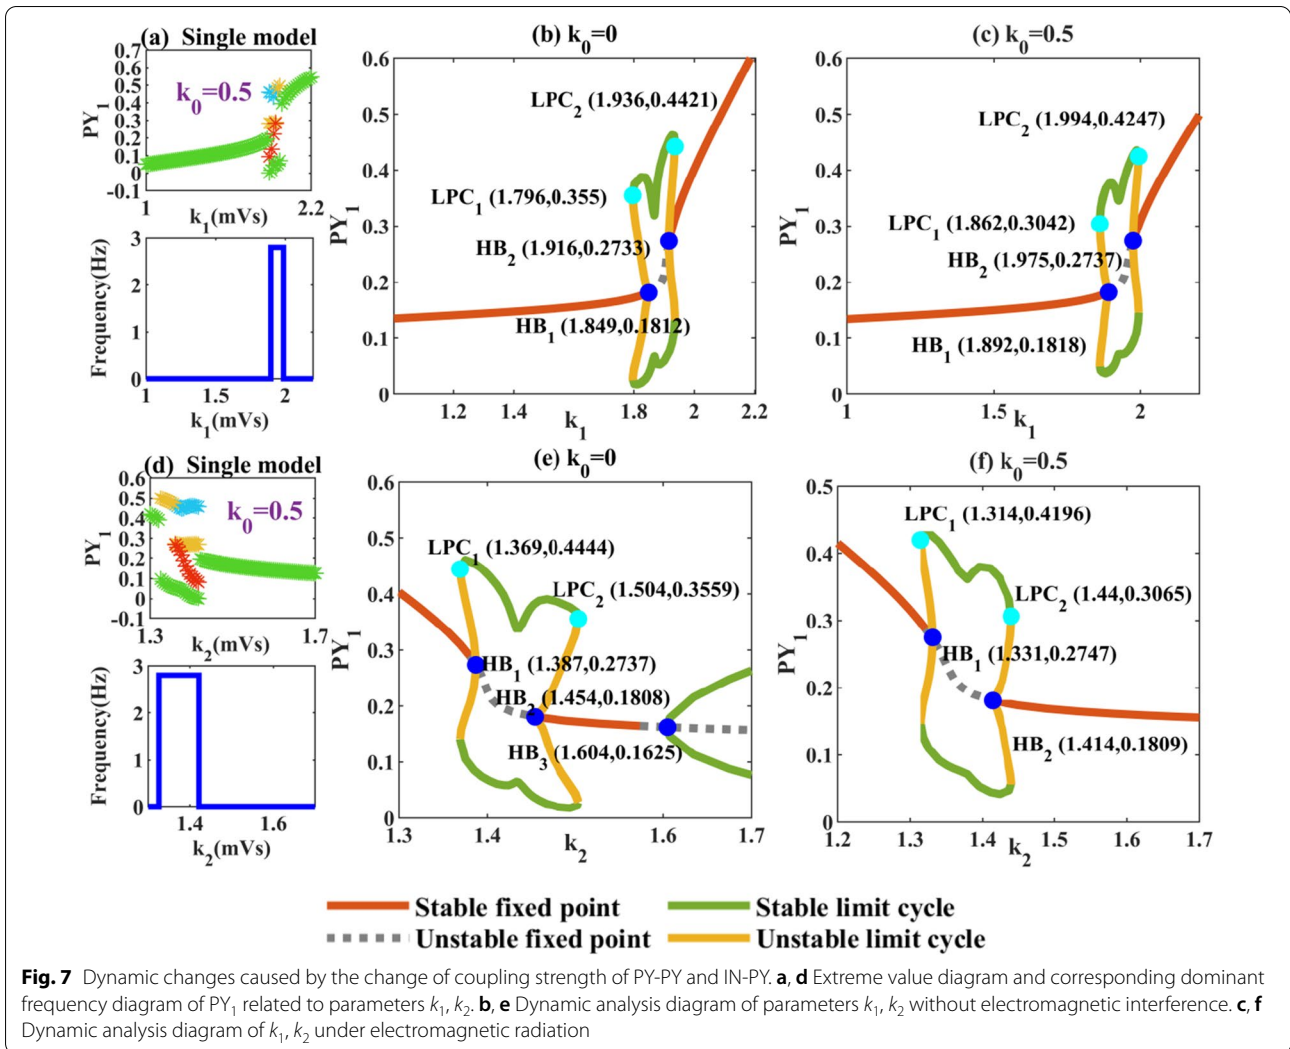 (a) Single model
0.7
0.6
0.5
0.4
0.3
0.2
0.1
0
-0.1
PY1
k0=0.5
1
2.2
k1(mVs)
3
2
1
0
Frequency(Hz)
1
1.5
2
k1(mVs)
(b) k0=0
0.6
0.5
0.4
0.3
0.2
0.1
0
PY1
LPC2 (1.936,0.4421)
LPC1 (1.796,0.355)
HB2 (1.916,0.2733)
HB1 (1.849,0.1812)
1.2
1.4
1.8
2
2.2
k1
(c) k0=0.5
0.6
0.5
0.4
0.3
0.2
0.1
0
PY1
LPC2 (1.994,0.4247)
LPC1 (1.862,0.3042)
HB2 (1.975,0.2737)
HB1 (1.892,0.1818)
1
1.5
2
k1
(d) Single model
0.6
0.5
0.4
0.3
0.2
0.1
0
-0.1
PY1
k0=0.5
1.3
1.7
k2(mVs)
3
2
1
0
Frequency(Hz)
1.4
1.6
k2(mVs)
(e) k0=0
0.6
0.5
0.4
0.3
0.2
0.1
0
PY1
LPC1 (1.369,0.4444)
LPC2 (1.504,0.3559)
HB1 (1.387,0.2737)
HB2 (1.454,0.1808)
HB3 (1.604,0.1625)
1.3
1.4
1.6
1.7
k2
(f) k0=0.5
0.5
0.4
0.3
0.2
0.1
0
LPC1 (1.314,0.4196)
LPC2 (1.44,0.3065)
HB1 (1.331,0.2747)
HB2 (1.414,0.1809)
1.2
1.3
1.4
1.5
1.6
1.7
k2
Stable fixed point
Stable limit cycle
Unstable fixed point
Unstable limit cycle
Fig. 7 Dynamic changes caused by the change of coupling strength of PY-PY and IN-PY. a, d Extreme value diagram and corresponding dominant
frequency diagram of PY1 related to parameters k1, k2. b, e Dynamic analysis diagram of parameters k1, k2 without electromagnetic interference. c, f
Dynamic analysis diagram of k1, k2 under electromagnetic radiation